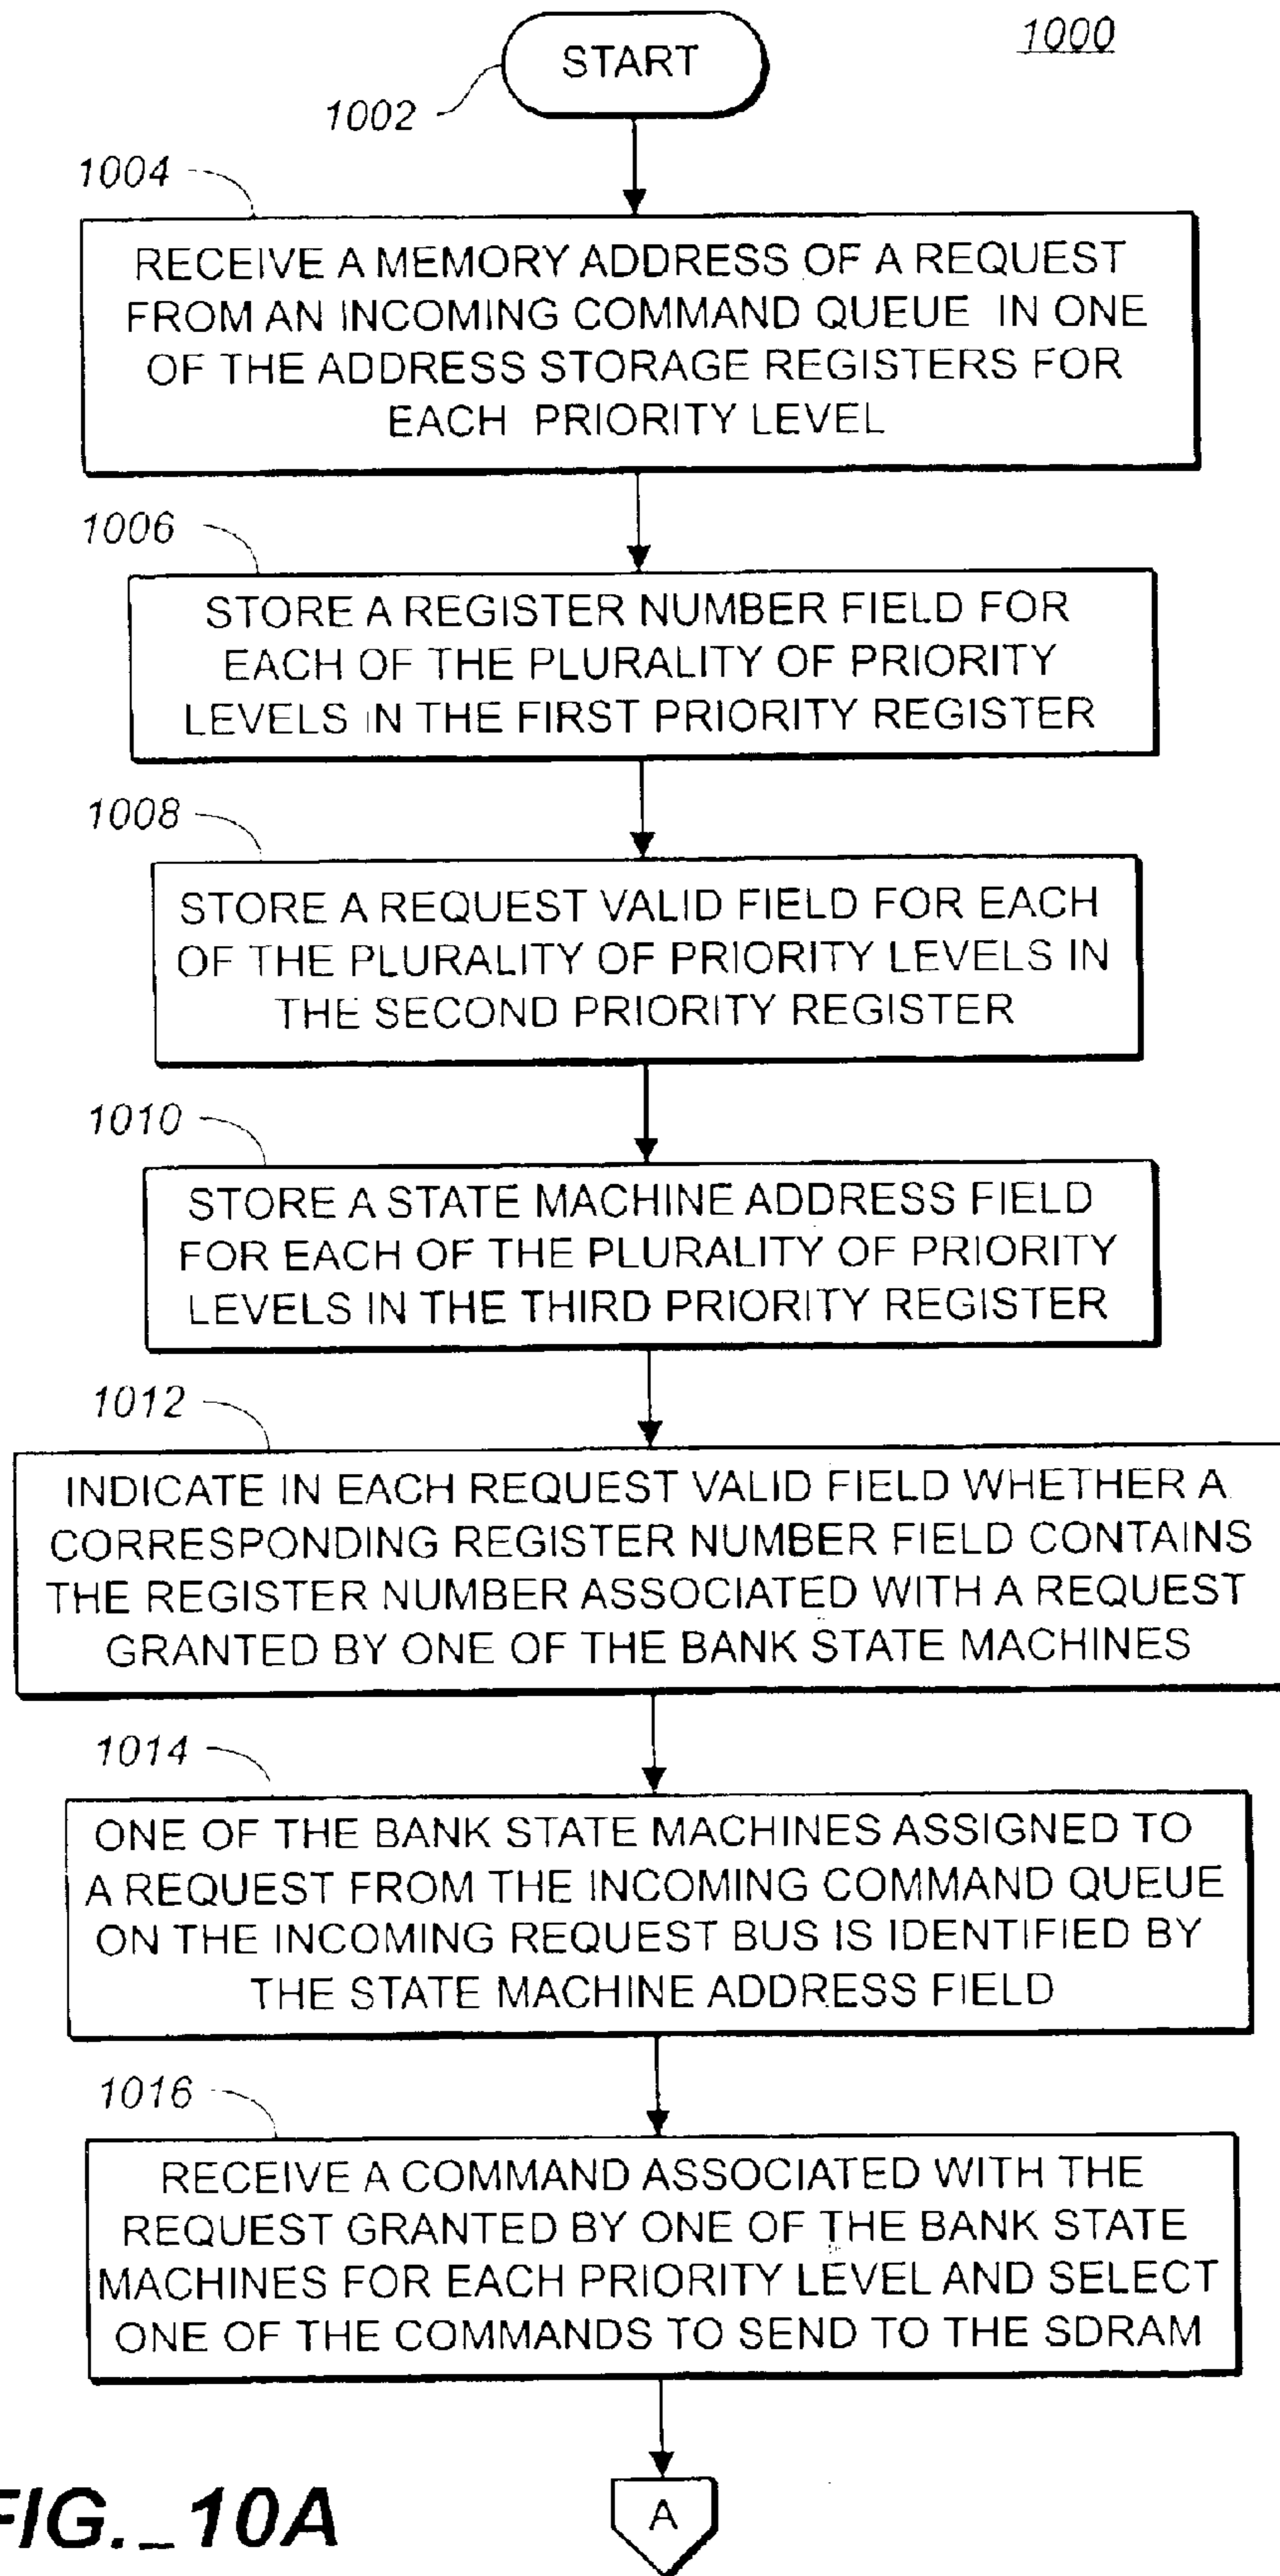 1000
START
1002
1004
RECEIVE A MEMORY ADDRESS OF A REQUEST
FROM AN INCOMING COMMAND QUEUE IN ONE
OF THE ADDRESS STORAGE REGISTERS FOR
EACH PRIORITY LEVEL
1006
STORE A REGISTER NUMBER FIELD FOR
EACH OF THE PLURALITY OF PRIORITY
LEVELS IN THE FIRST PRIORITY REGISTER
1008
STORE A REQUEST VALID FIELD FOR EACH
OF THE PLURALITY OF PRIORITY LEVELS IN
THE SECOND PRIORITY REGISTER
1010
STORE A STATE MACHINE ADDRESS FIELD
FOR EACH OF THE PLURALITY OF PRIORITY
LEVELS IN THE THIRD PRIORITY REGISTER
1012
INDICATE IN EACH REQUEST VALID FIELD WHETHER A
CORRESPONDING REGISTER NUMBER FIELD CONTAINS
THE REGISTER NUMBER ASSOCIATED WITH A REQUEST
GRANTED BY ONE OF THE BANK STATE MACHINES
1014
ONE OF THE BANK STATE MACHINES ASSIGNED TO
A REQUEST FROM THE INCOMING COMMAND QUEUE
ON THE INCOMING REQUEST BUS IS IDENTIFIED BY
THE STATE MACHINE ADDRESS FIELD
1016
RECEIVE A COMMAND ASSOCIATED WITH THE
REQUEST GRANTED BY ONE OF THE BANK STATE
MACHINES FOR EACH PRIORITY LEVEL AND SELECT
ONE OF THE COMMANDS TO SEND TO THE SDRAM
A
FIG._10A